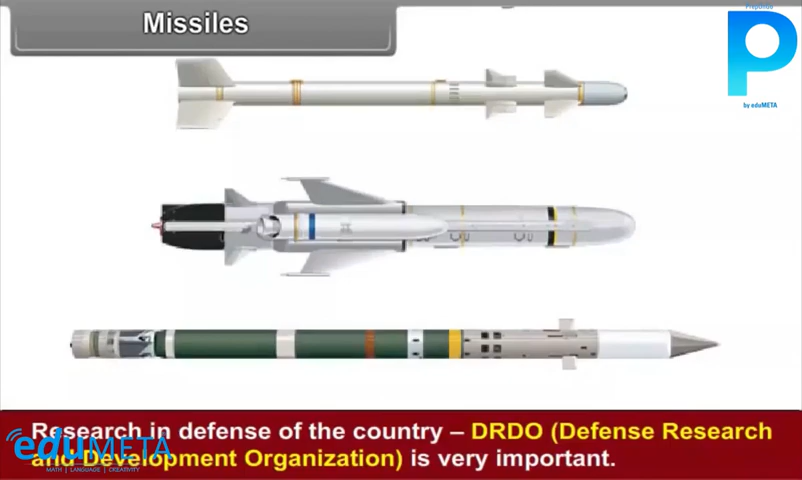 Missiles
Prepondo
P
by eduMETA
Research in defense of the country – DRDO (Defense Research
and Development Organization) is very important.
eduMETA
MATH | LANGUAGE | CREATIVITY